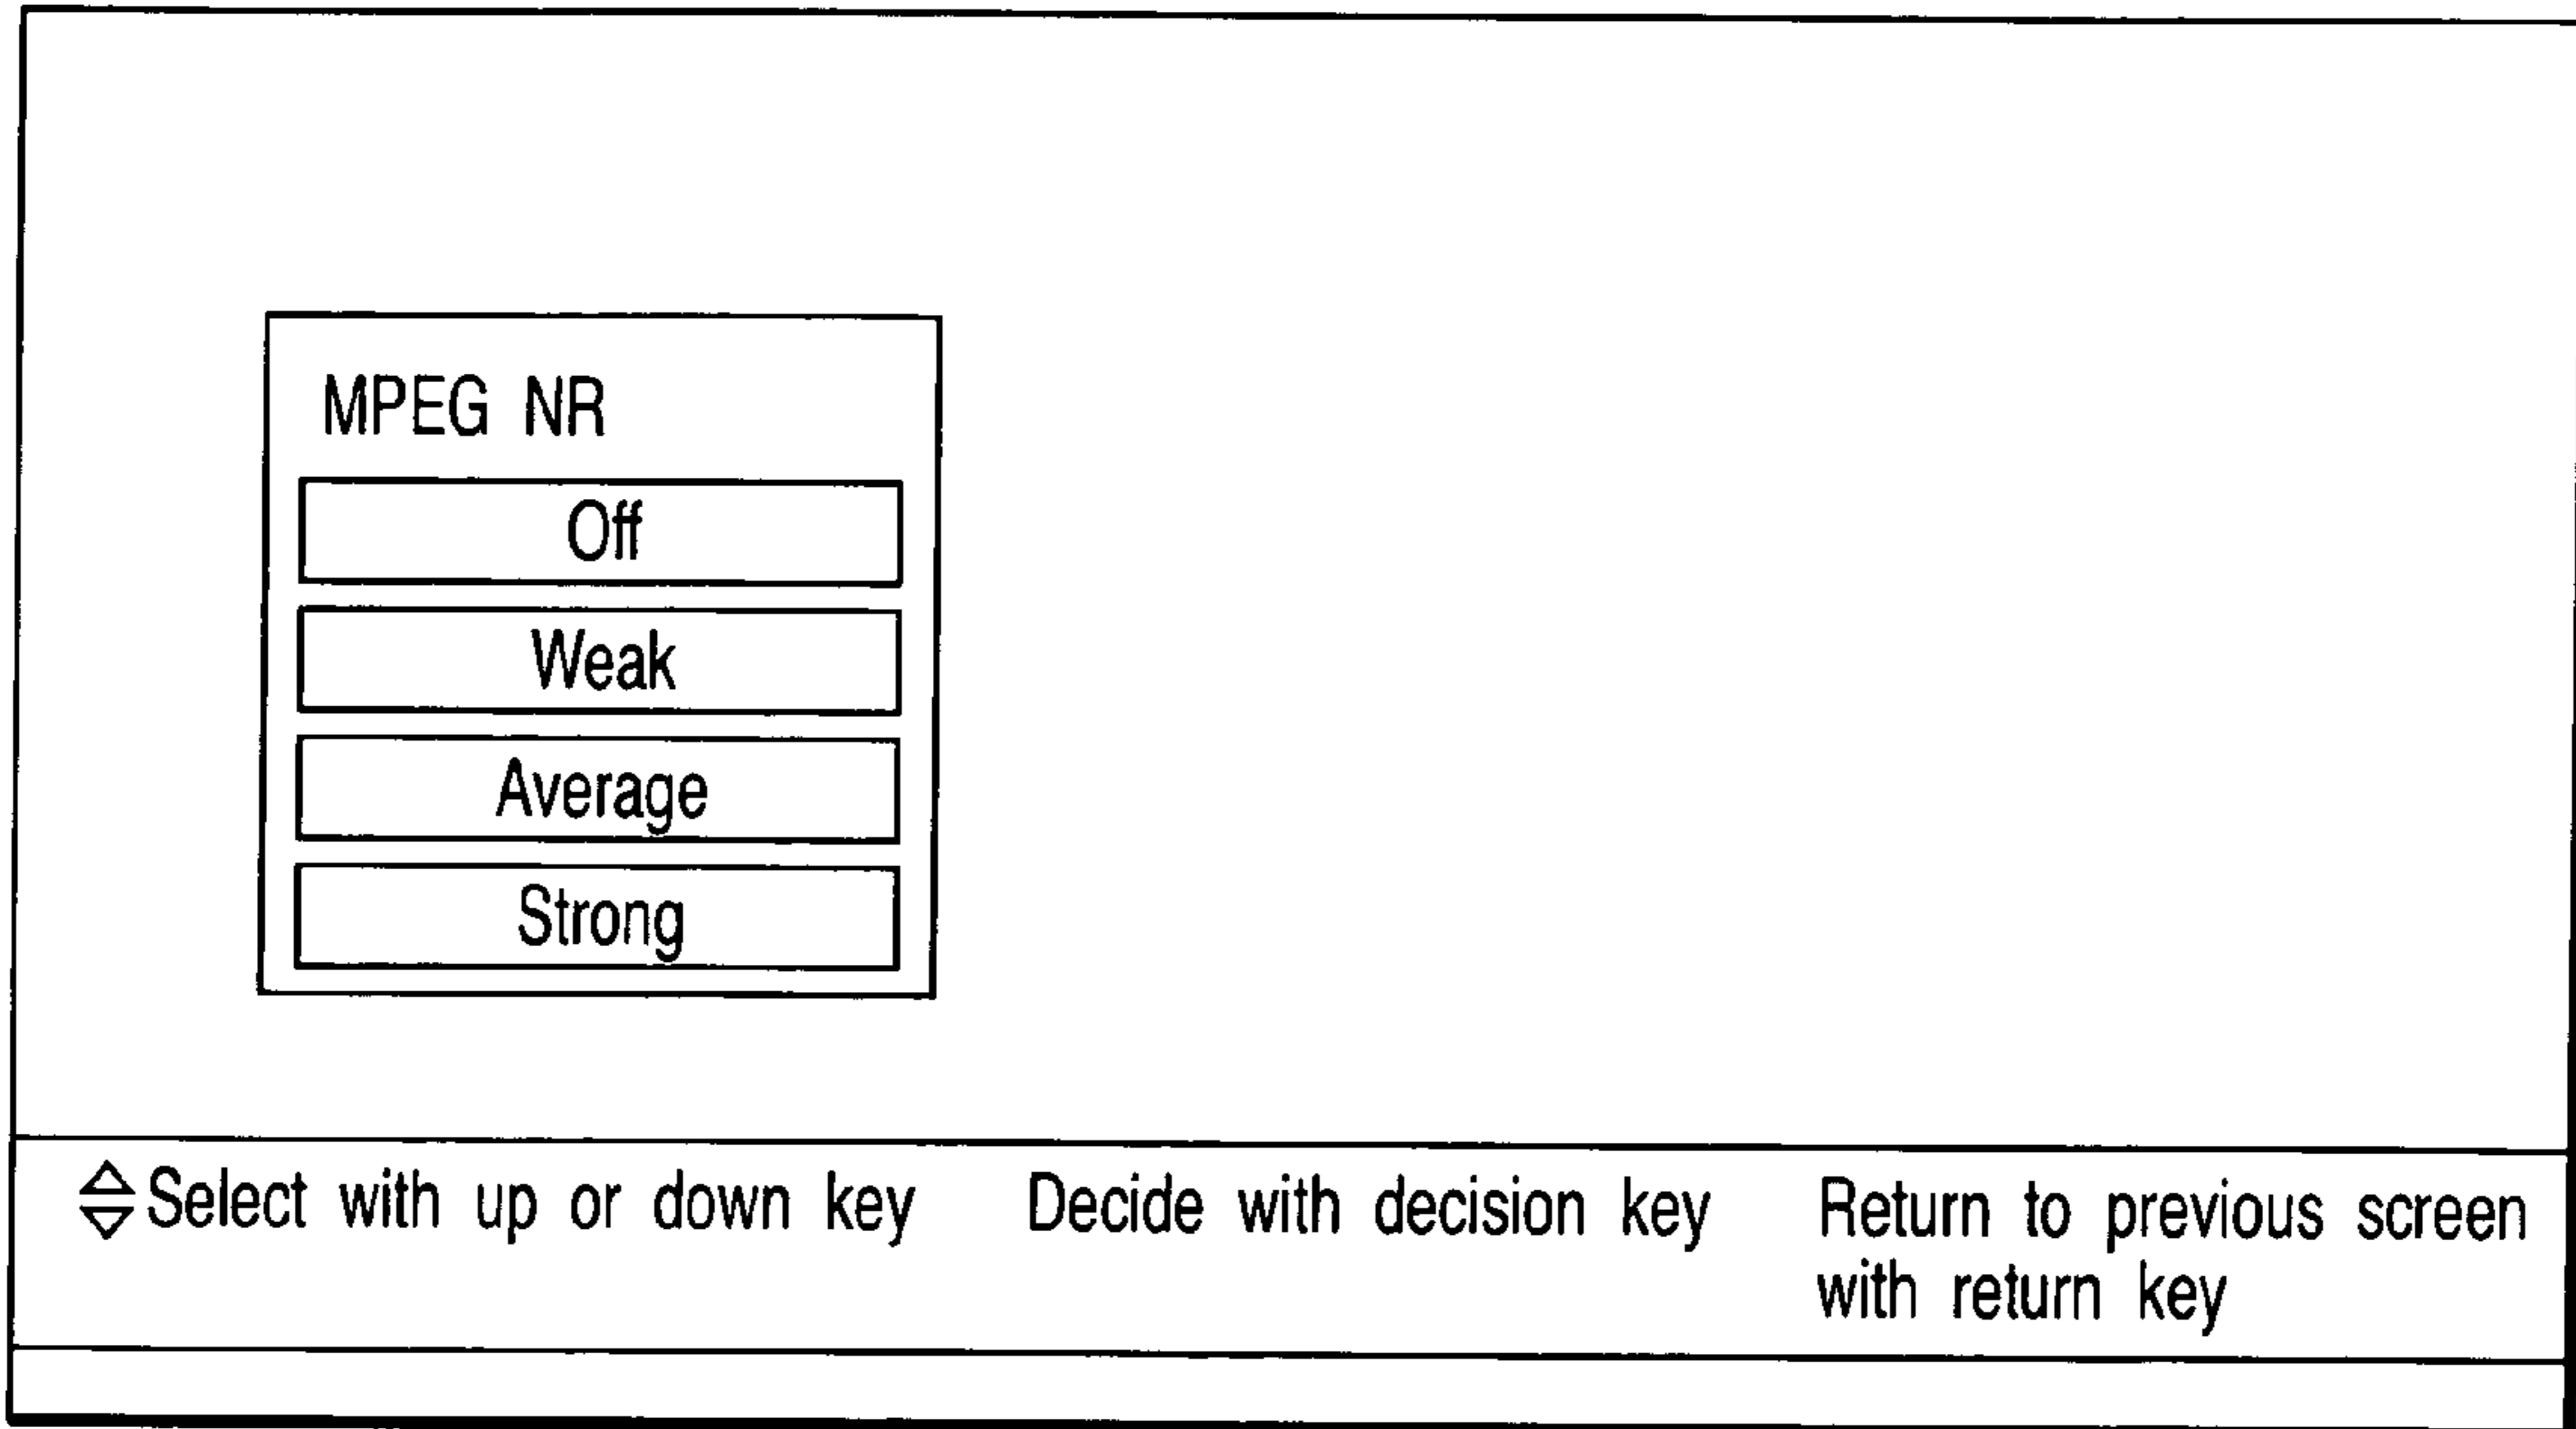 MPEG NR
Off
Weak
Average
Strong
Select with up or down key
Decide with decision key
Return to previous screen
with return key